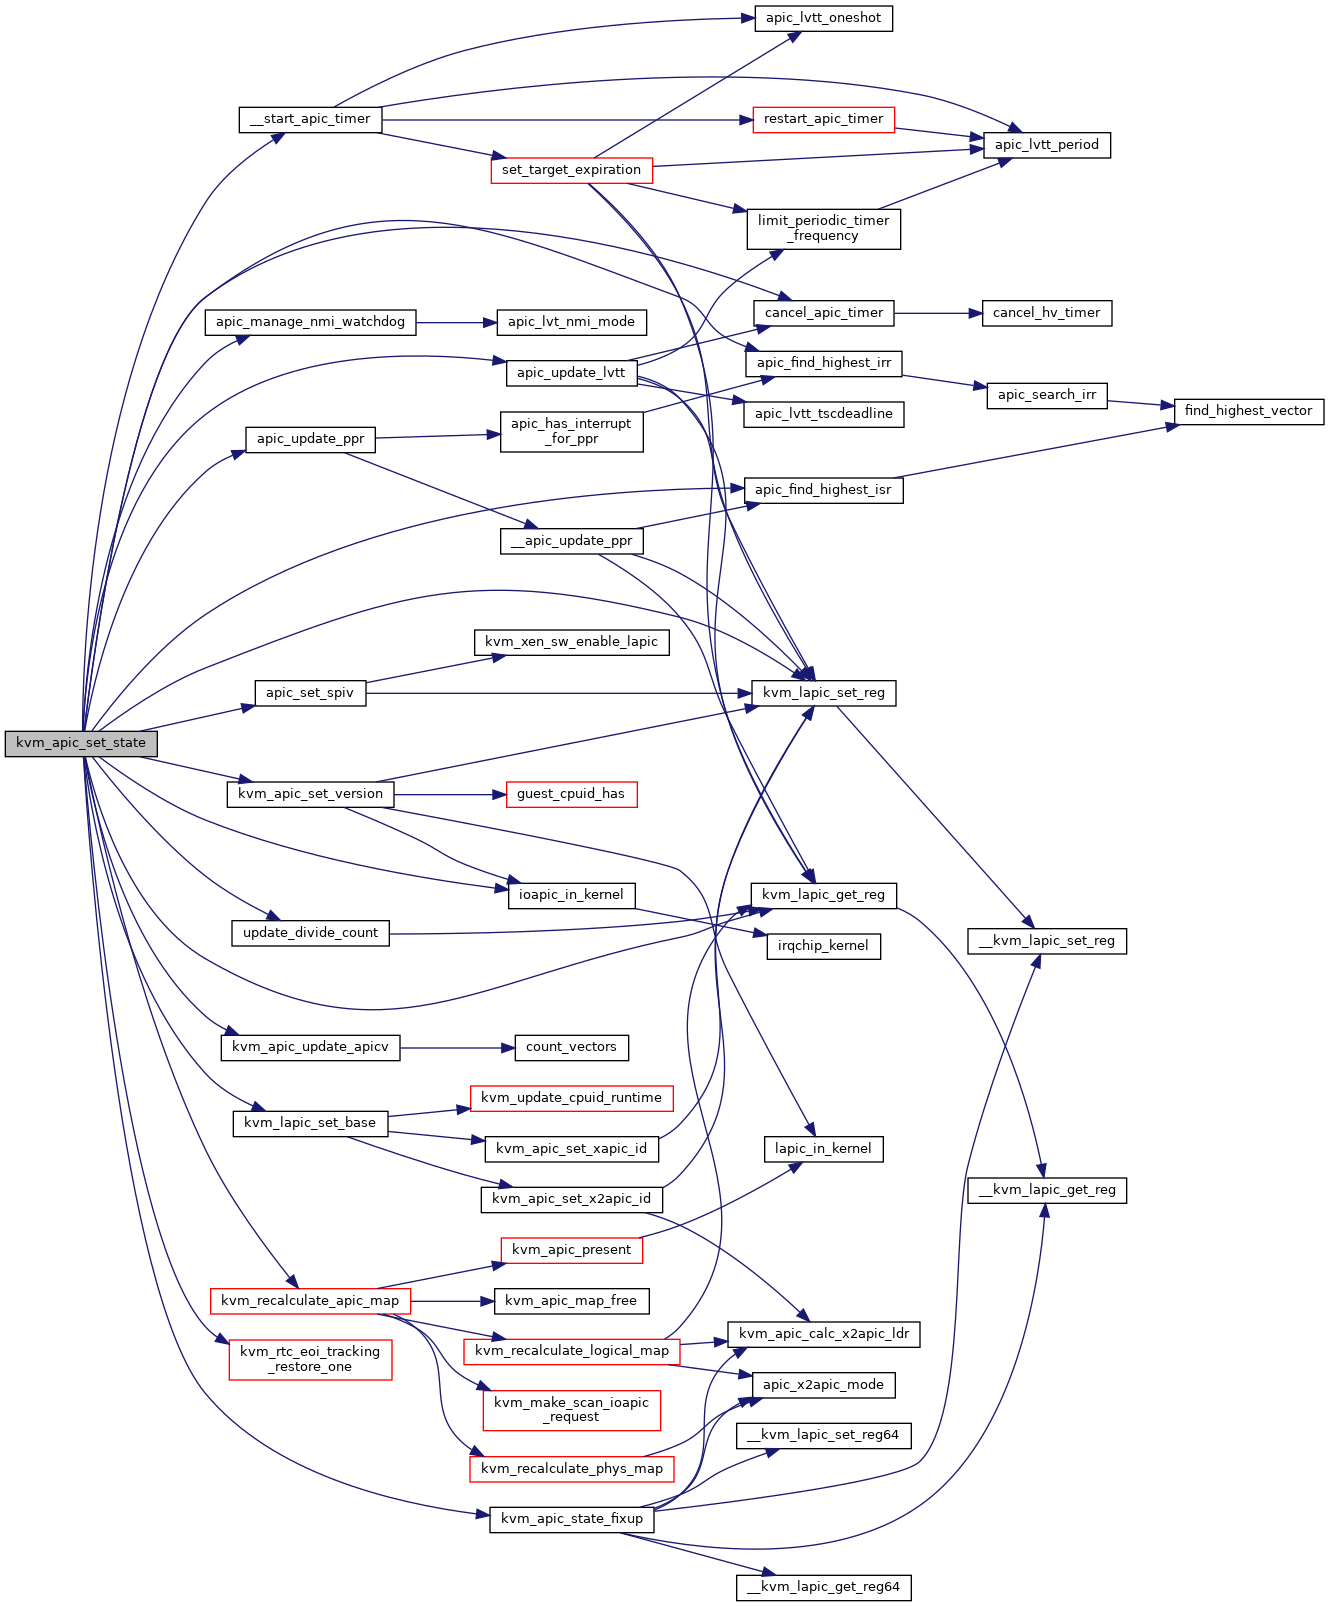 apic_lvtt_oneshot
__start_apic_timer
restart_apic_timer
apic_lvtt_period
set_target_expiration
limit_periodic_timer
_frequency
apic_manage_nmi_watchdog
apic_lvt_nmi_mode
cancel_apic_timer
cancel_hv_timer
apic_update_lvtt
apic_find_highest_irr
apic_search_irr
find_highest_vector
apic_lvtt_tscdeadline
apic_update_ppr
apic_has_interrupt
_for_ppr
apic_find_highest_isr
__apic_update_ppr
kvm_xen_sw_enable_lapic
apic_set_spiv
kvm_lapic_set_reg
kvm_apic_set_state
kvm_apic_set_version
guest_cpuid_has
ioapic_in_kernel
kvm_lapic_get_reg
update_divide_count
irqchip_kernel
__kvm_lapic_set_reg
kvm_apic_update_apicv
count_vectors
kvm_update_cpuid_runtime
kvm_lapic_set_base
kvm_apic_set_xapic_id
lapic_in_kernel
kvm_apic_set_x2apic_id
__kvm_lapic_get_reg
kvm_apic_present
kvm_recalculate_apic_map
kvm_apic_map_free
kvm_apic_calc_x2apic_ldr
kvm_rtc_eoi_tracking
_restore_one
kvm_recalculate_logical_map
apic_x2apic_mode
kvm_make_scan_ioapic
_request
__kvm_lapic_set_reg64
kvm_recalculate_phys_map
kvm_apic_state_fixup
__kvm_lapic_get_reg64